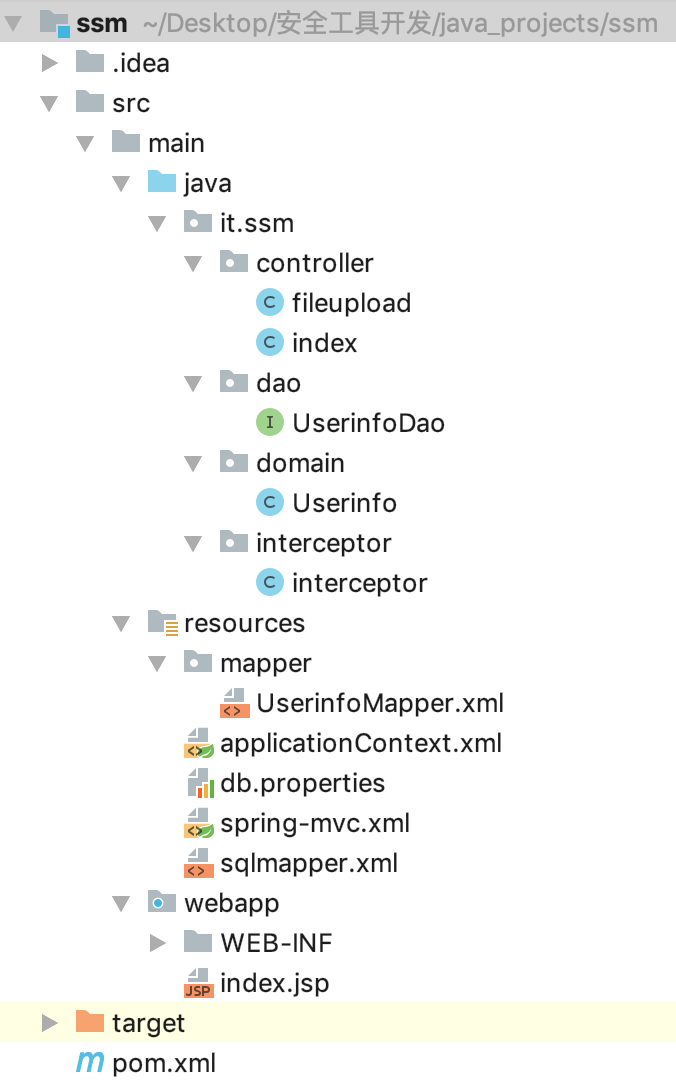 ssm ~/Desktop/安全工具开发/java_projects/ssm
.idea
src
main
java
it.ssm
controller
C fileupload
C index
dao
I UserinfoDao
domain
C Userinfo
interceptor
C interceptor
resources
mapper
<> UserinfoMapper.xml
<> applicationContext.xml
db.properties
<> spring-mvc.xml
<> sqlmapper.xml
webapp
WEB-INF
JSP index.jsp
target
m pom.xml